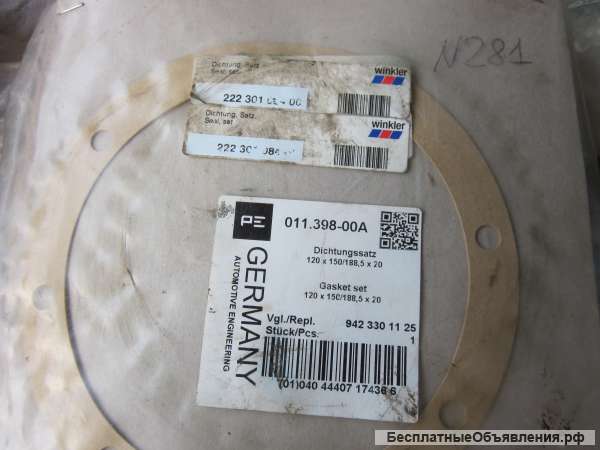 N281
Dichtung, Satz
Seal, set
winkler
222 301
Dichtung, Satz
Seal, set
winkler
222 30
PE
GERMANY
AUTOMOTIVE ENGINEERING
011.398-00A
Dichtungssatz
120 x 150/188,5 x 20
Gasket set
120 x 150/188,5 x 20
Vgl./Repl. 942 330 11 25
Stück/Pcs. 1
(01)040 44407 17436 6
БесплатныеОбъявления.рф